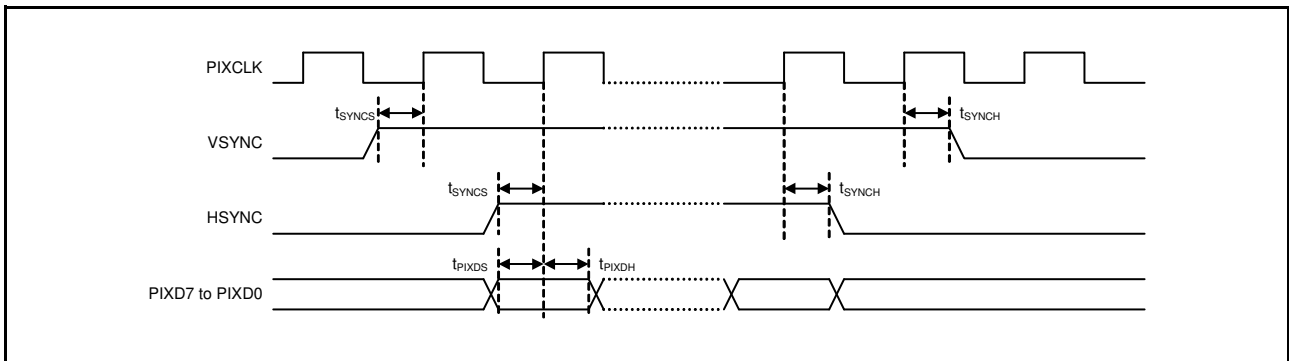 PIXCLK
tSYNCS
tSYNCH
VSYNC
tSYNCS
tSYNCH
HSYNC
tPIXDS
tPIXDH
PIXD7 to PIXD0